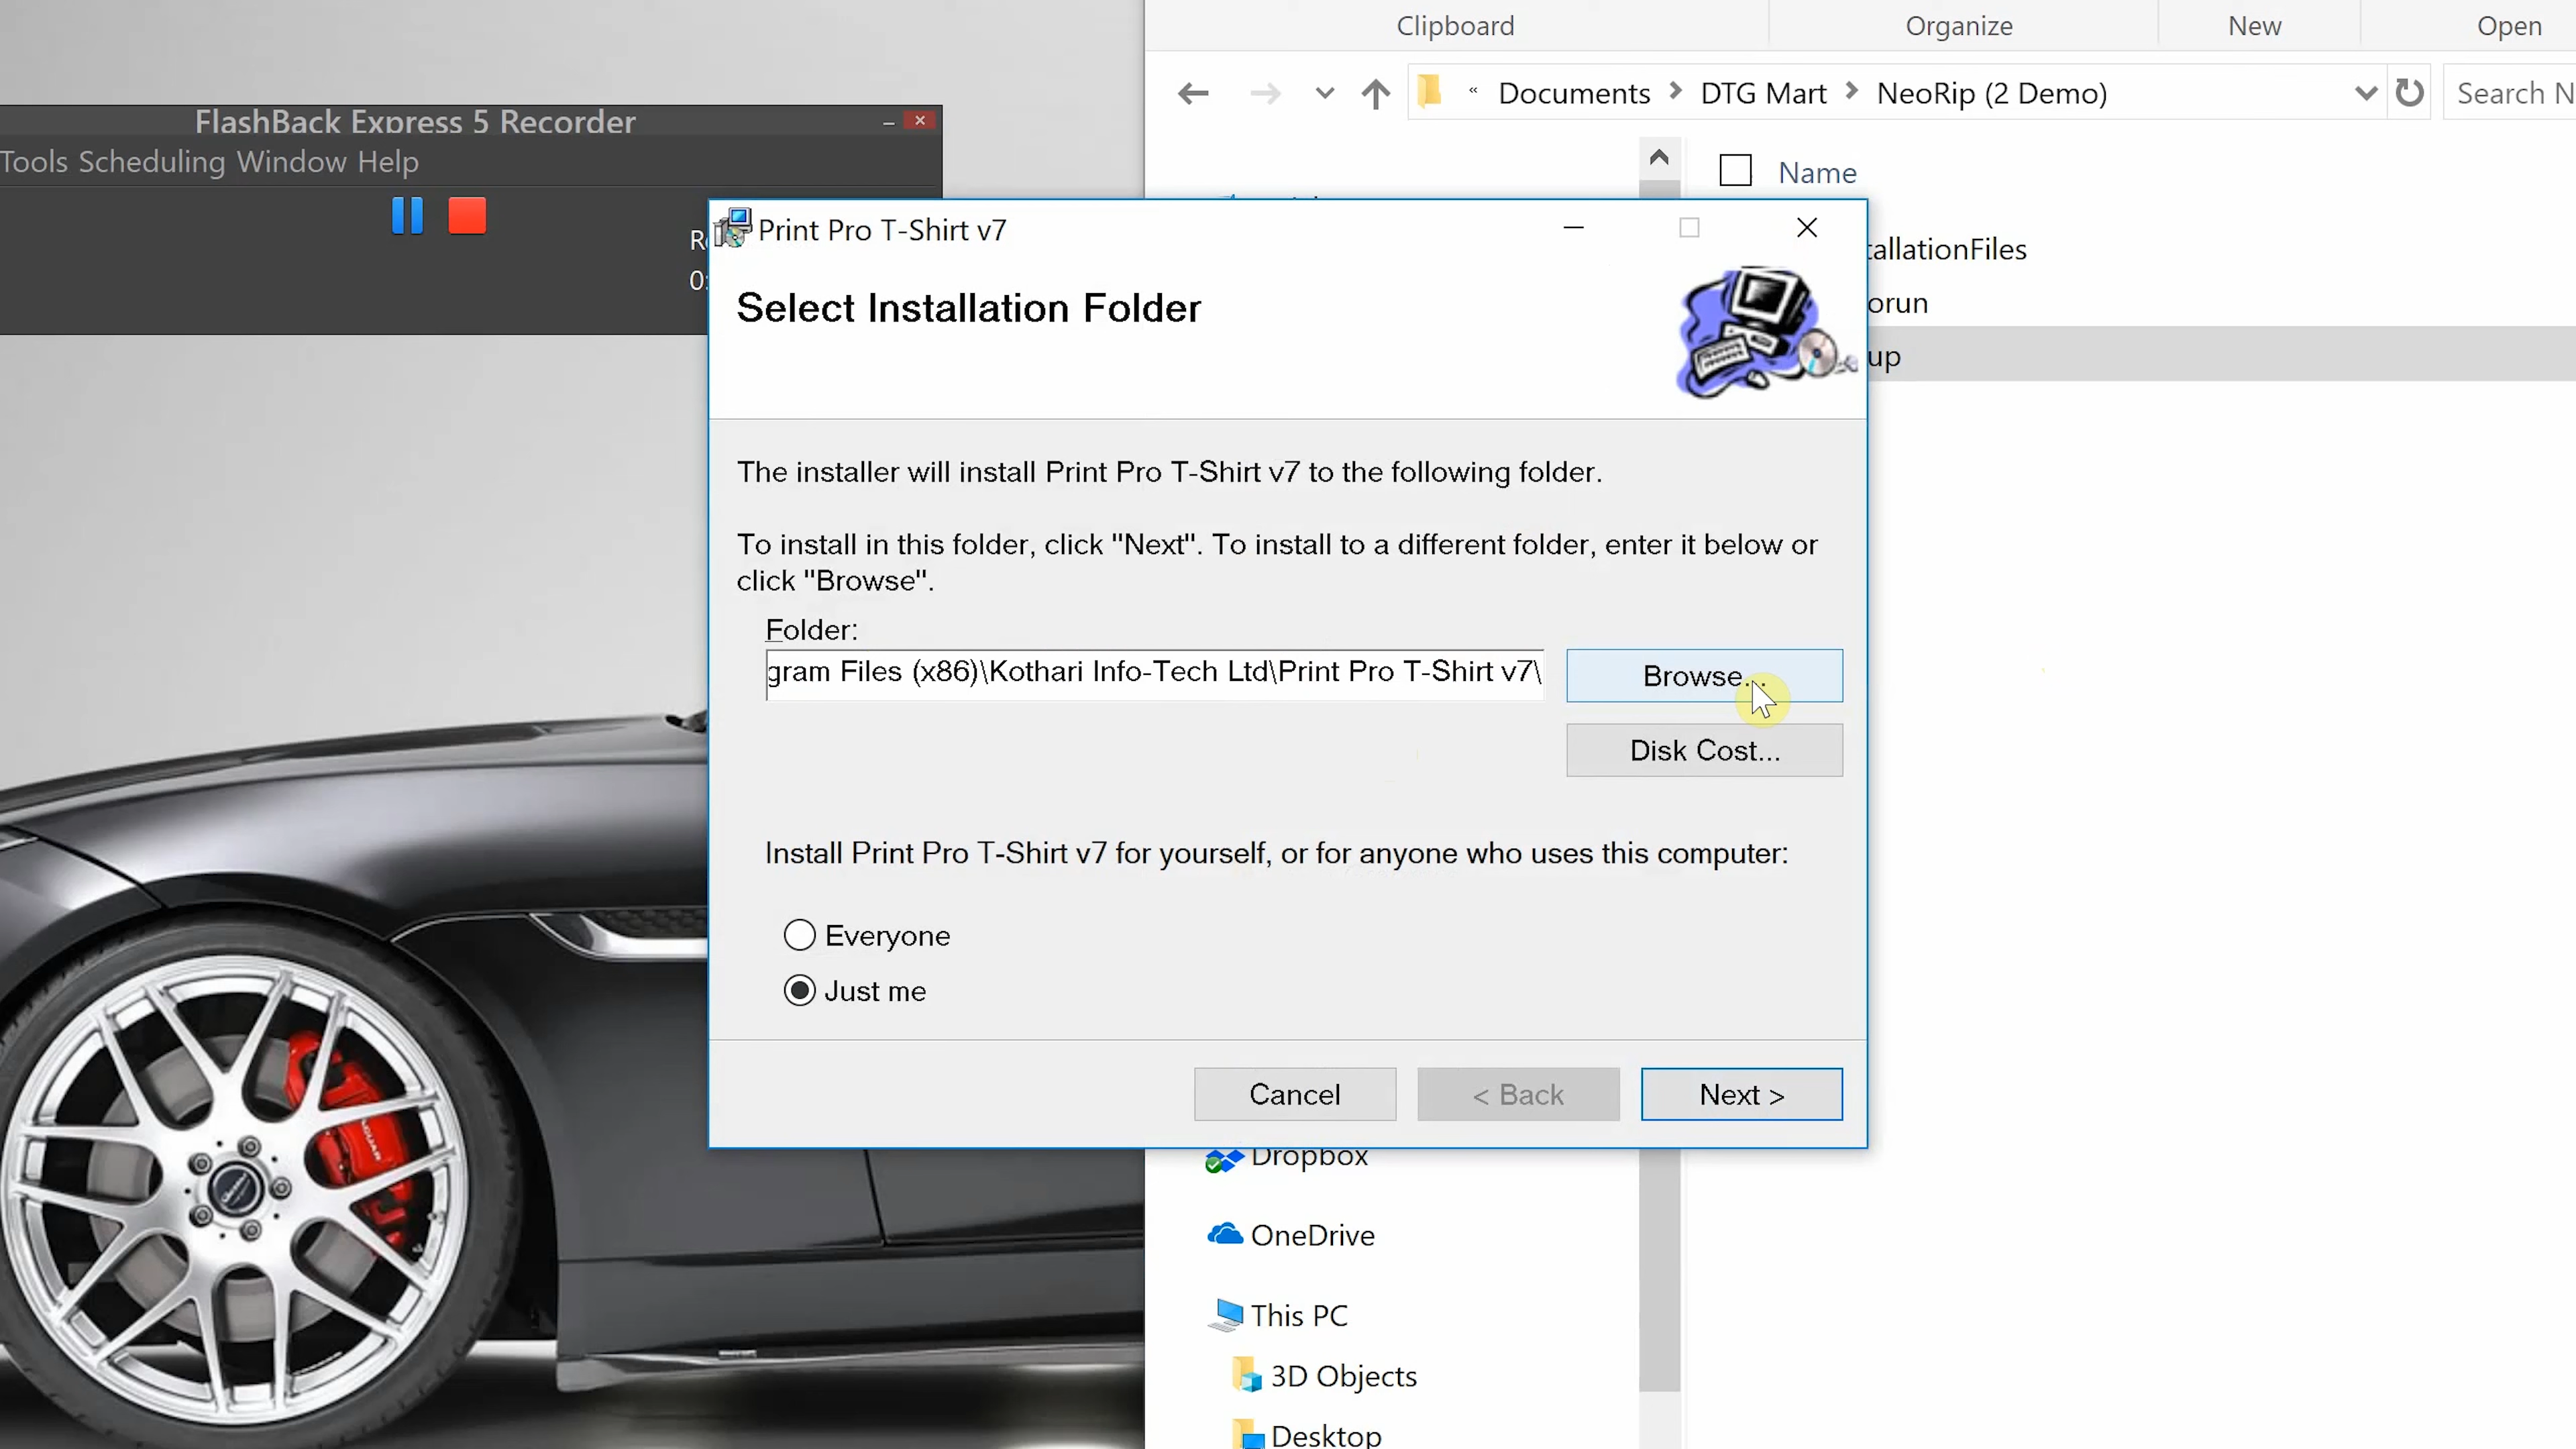 Clipboard
Organize
New
Open
« Documents > DTG Mart > NeoRip (2 Demo)
Search N
Name
tallationFiles
orun
up
FlashBack Express 5 Recorder
Tools Scheduling Window Help
Print Pro T-Shirt v7
Select Installation Folder
The installer will install Print Pro T-Shirt v7 to the following folder.
To install in this folder, click "Next". To install to a different folder, enter it below or
click "Browse".
Folder:
gram Files (x86)\Kothari Info-Tech Ltd\Print Pro T-Shirt v7\
Browse...
Disk Cost...
Install Print Pro T-Shirt v7 for yourself, or for anyone who uses this computer:
Everyone
Just me
Cancel
< Back
Next >
Dropbox
OneDrive
This PC
3D Objects
Desktop